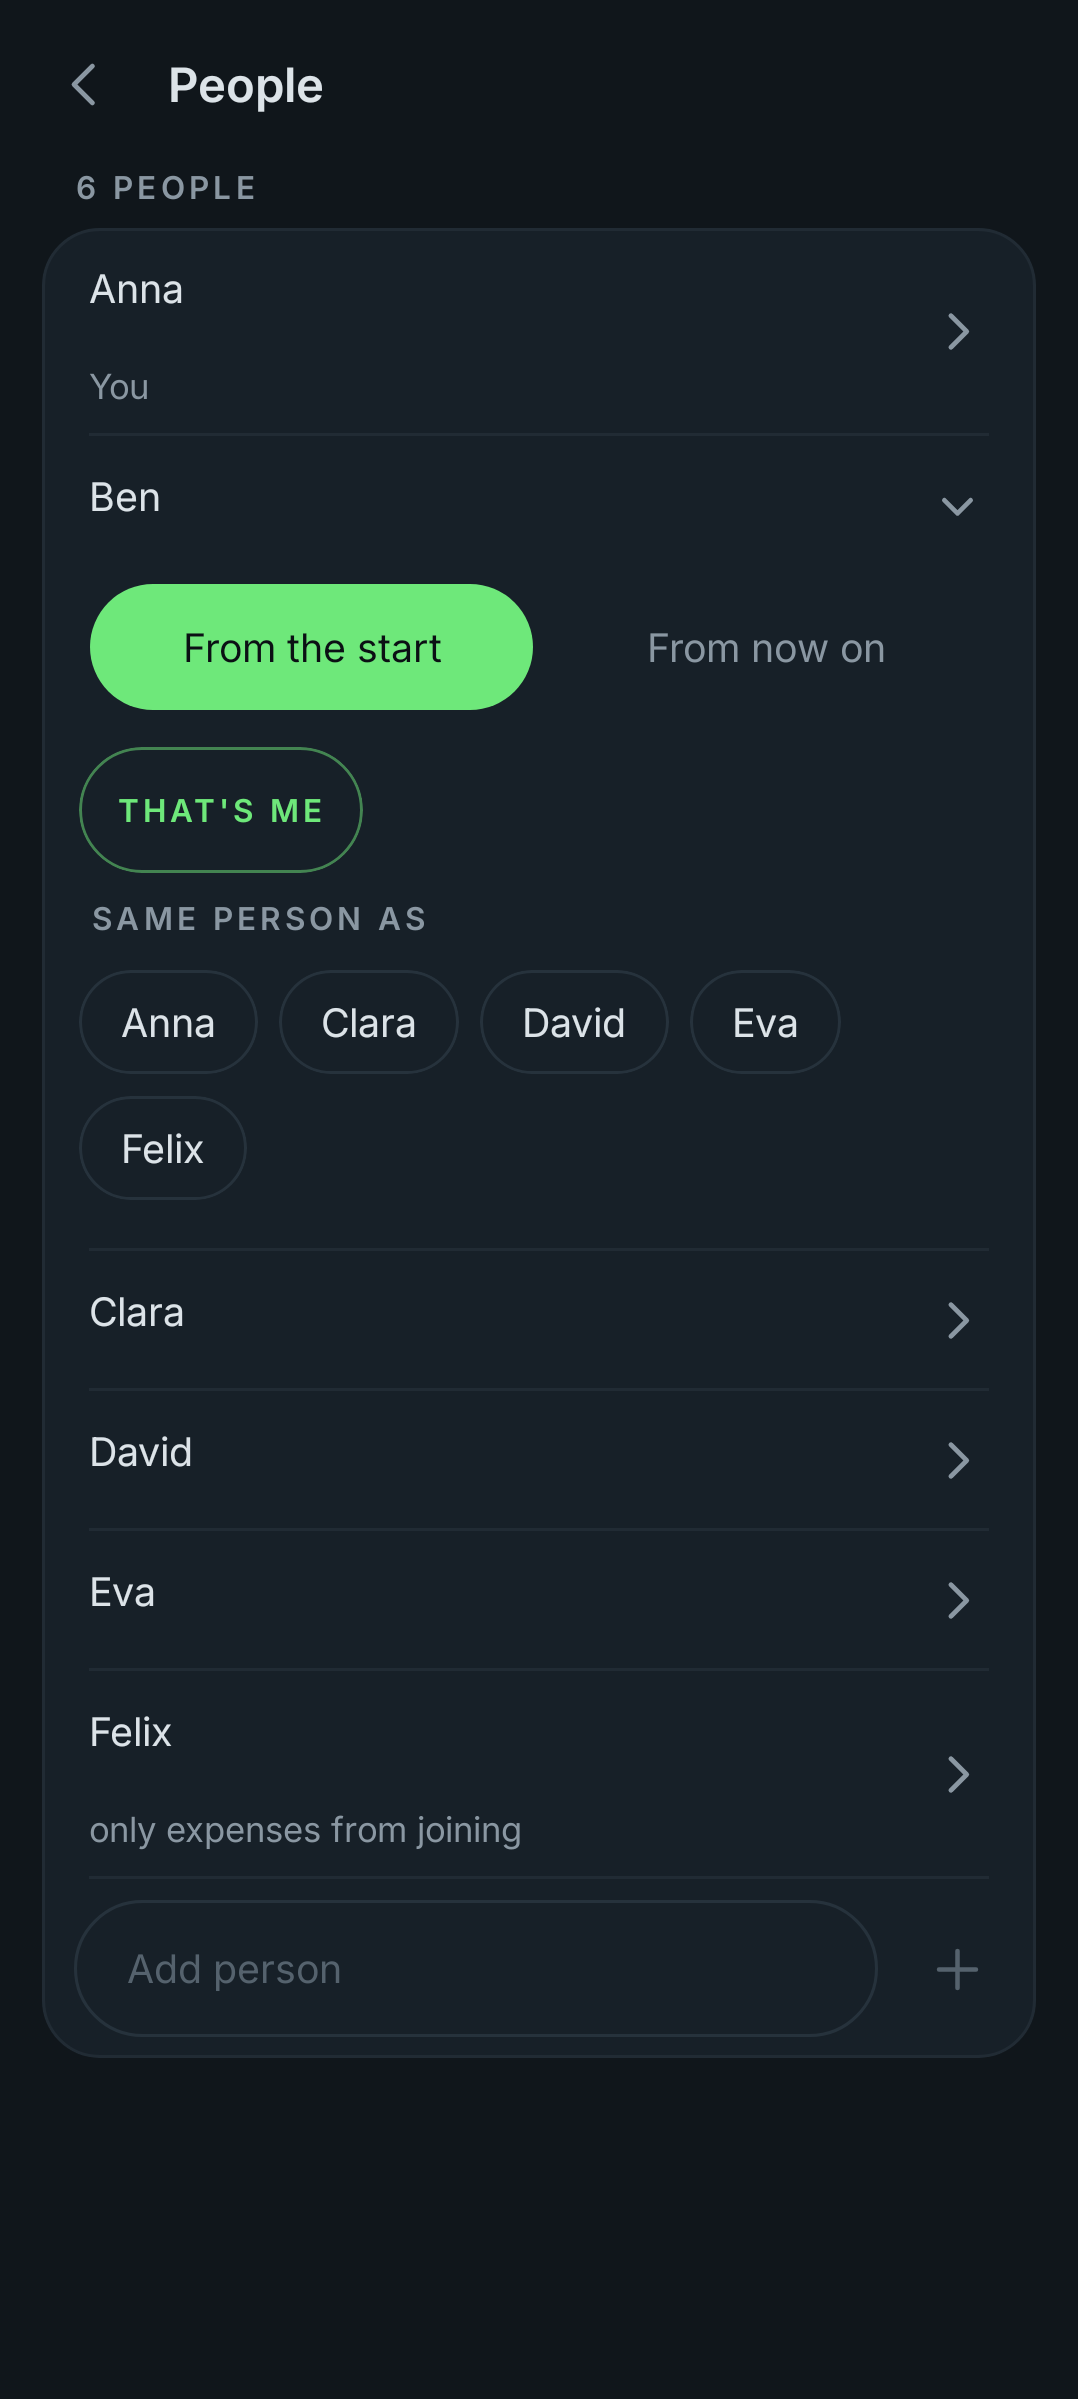 People
6 PEOPLE
Anna
You
Ben
From the start From now on
THAT'S ME
SAME PERSON AS
Anna Clara David Eva
Felix
Clara
David
Eva
Felix
only expenses from joining
Add person